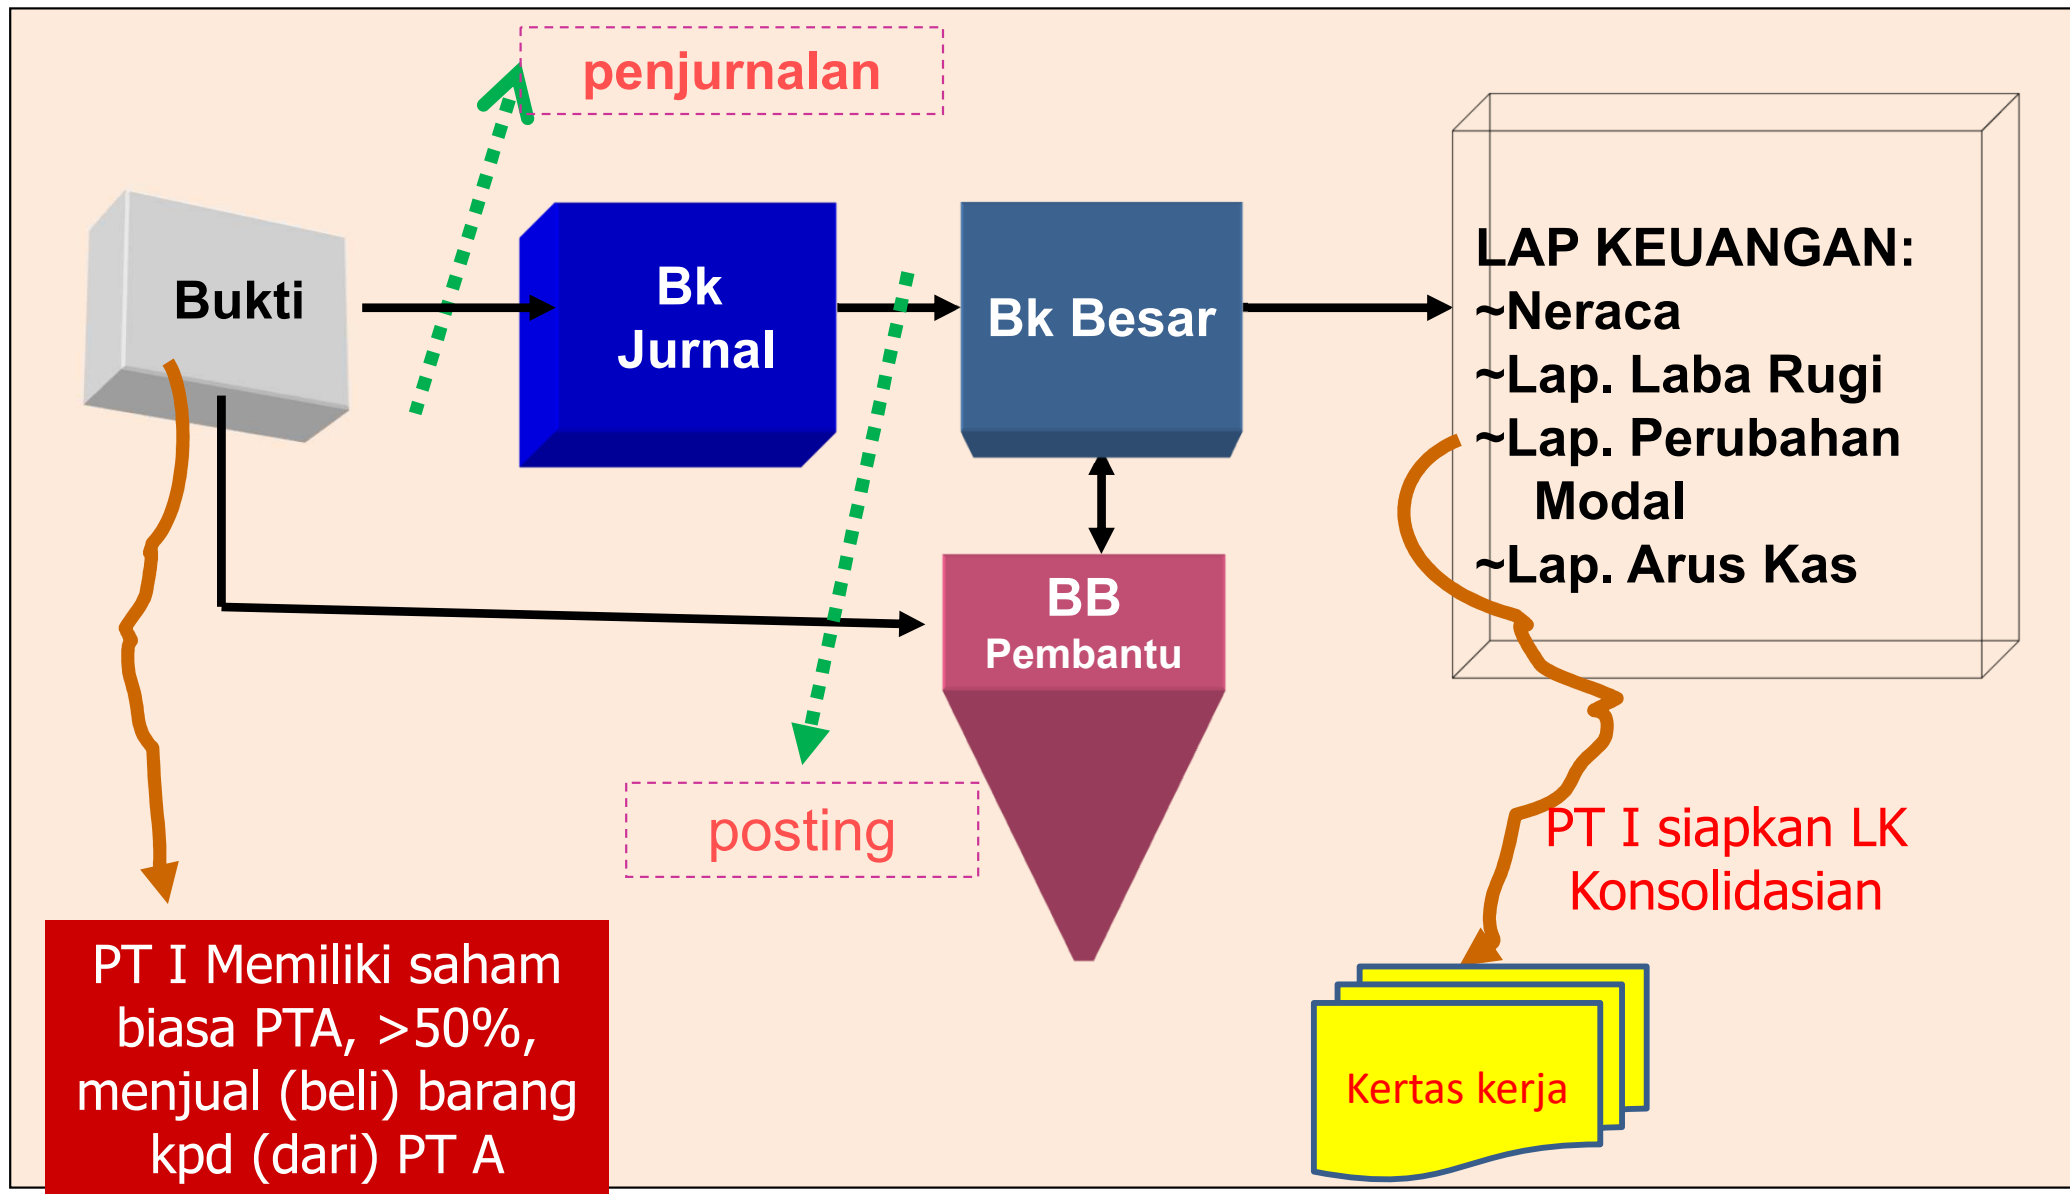 penjurnalan
Bukti
Bk
Jurnal
Bk Besar
LAP KEUANGAN:
~Neraca
~Lap. Laba Rugi
~Lap. Perubahan
Modal
~Lap. Arus Kas
BB
Pembantu
posting
PT I siapkan LK
Konsolidasian
PT I Memiliki saham
biasa PTA, >50%,
menjual (beli) barang
kpd (dari) PT A
Kertas kerja